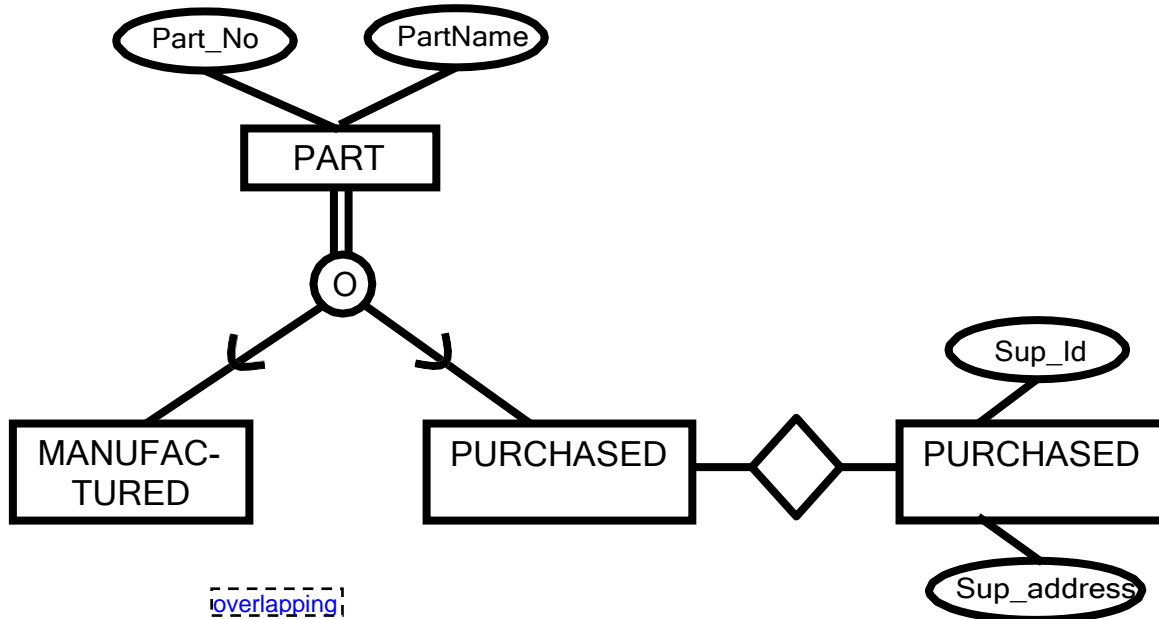 Part_No
PartName
PART
O
Sup_Id
MANUFAC-
TURED
PURCHASED
PURCHASED
Sup_address
overlapping